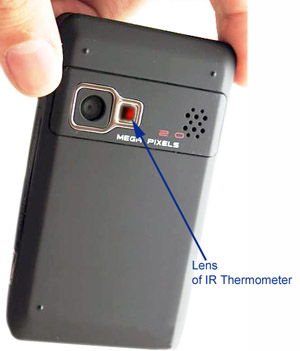 2.0
MEGA PIXELS
Lens
of IR Thermometer